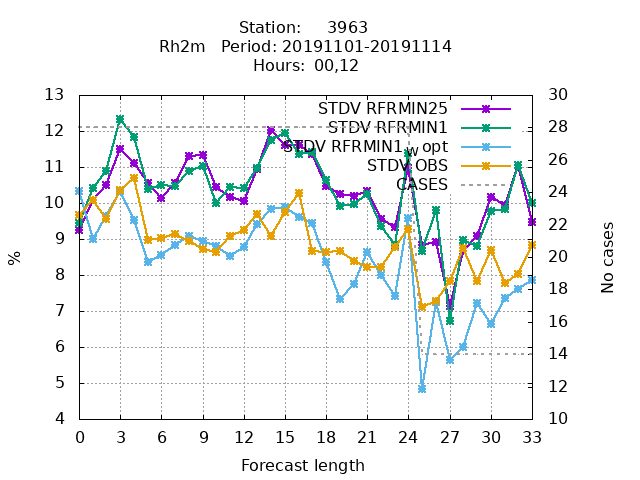 Station: 3963
Rh2m Period: 20191101-20191114
Hours: 00,12
13
12
11
10
9
8
7
6
5
4
30
28
26
24
22
20
18
16
14
12
10
%
No cases
STDV RFRMIN25
STDV RFRMIN1
STDV RFRMIN1_W opt
STDV OBS
CASES
0 3 6 9 12 15 18 21 24 27 30 33
Forecast length